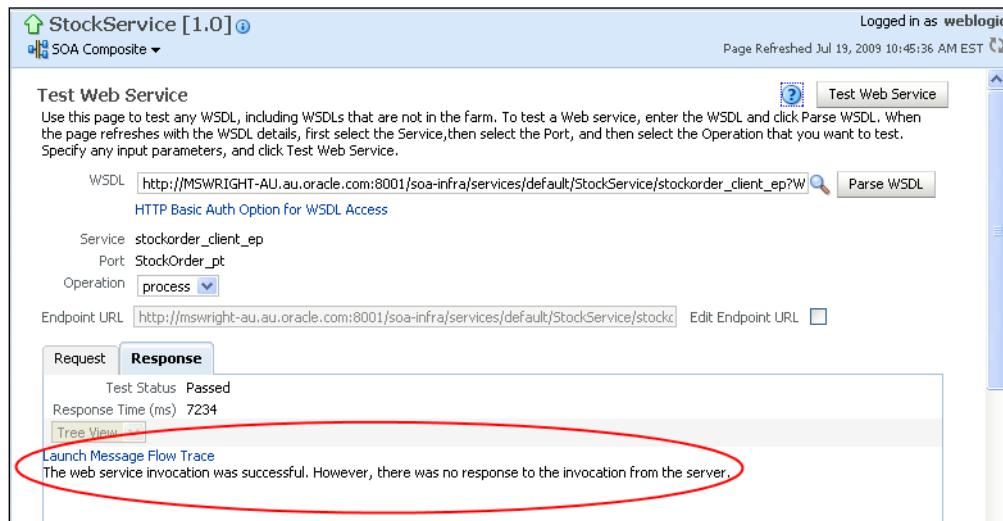 StockService [1.0]
Logged in as weblogic
SOA Composite
Page Refreshed Jul 19, 2009 10:45:36 AM EST
Test Web Service
? Test Web Service
Use this page to test any WSDL, including WSDLs that are not in the farm. To test a Web service, enter the WSDL and click Parse WSDL. When
the page refreshes with the WSDL details, first select the Service,then select the Port, and then select the Operation that you want to test.
Specify any input parameters, and click Test Web Service.
WSDL http://MSWRIGHT-AU.au.oracle.com:8001/soa-infra/services/default/StockService/stockorder_client_ep?W Parse WSDL
HTTP Basic Auth Option for WSDL Access
Service stockorder_client_ep
Port StockOrder_pt
Operation process
Endpoint URL http://mswright-au.au.oracle.com:8001/soa-infra/services/default/StockService/stocko Edit Endpoint URL
Request Response
Test Status Passed
Response Time (ms) 7234
Tree View
Launch Message Flow Trace
The web service invocation was successful. However, there was no response to the invocation from the server.